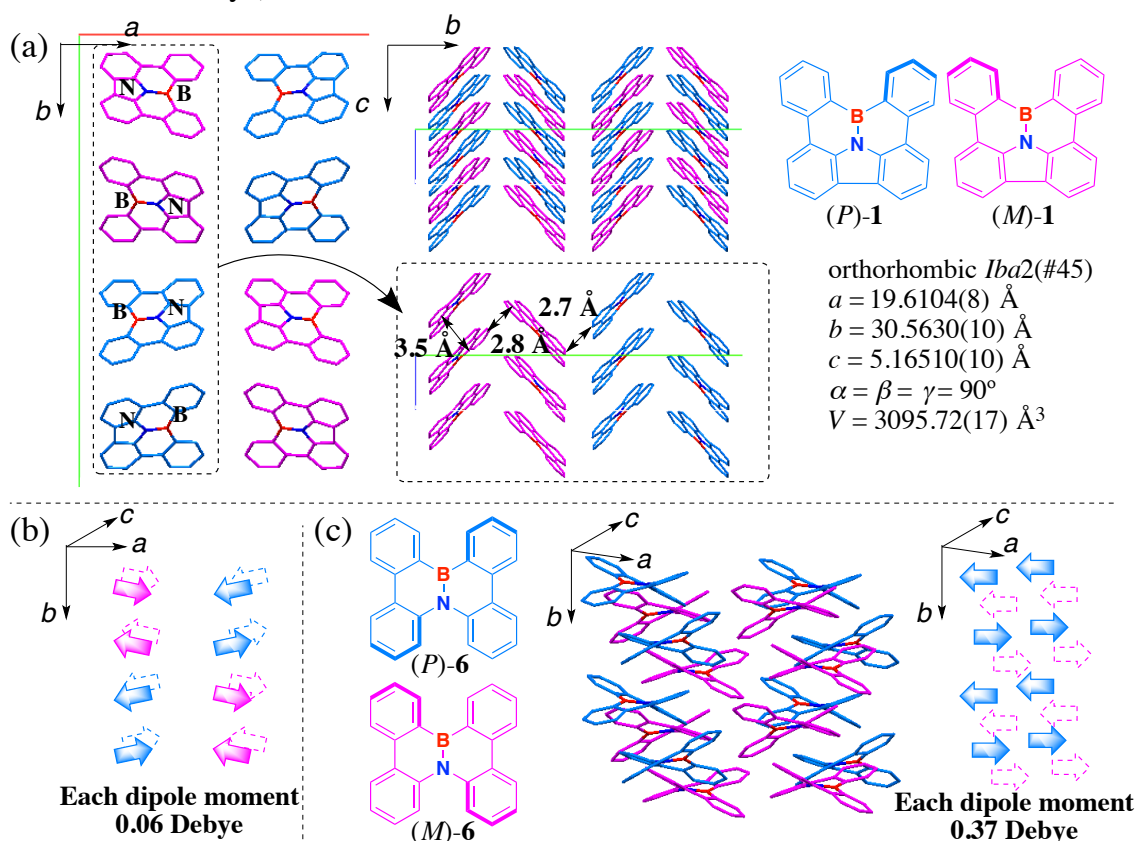 (a)
a
b
N
B
B
N
B
N
N
B
b
c
3.5 Å
2.8 Å
2.7 Å
B
N
(P)-1
B
N
(M)-1
orthorhombic Iba2(#45)
a = 19.6104(8) Å
b = 30.5630(10) Å
c = 5.16510(10) Å
α = β = γ = 90º
V = 3095.72(17) Å³
(b)
c
a
b
Each dipole moment
0.06 Debye
(c)
B
N
(P)-6
B
N
(M)-6
c
a
b
c
a
b
Each dipole moment
0.37 Debye